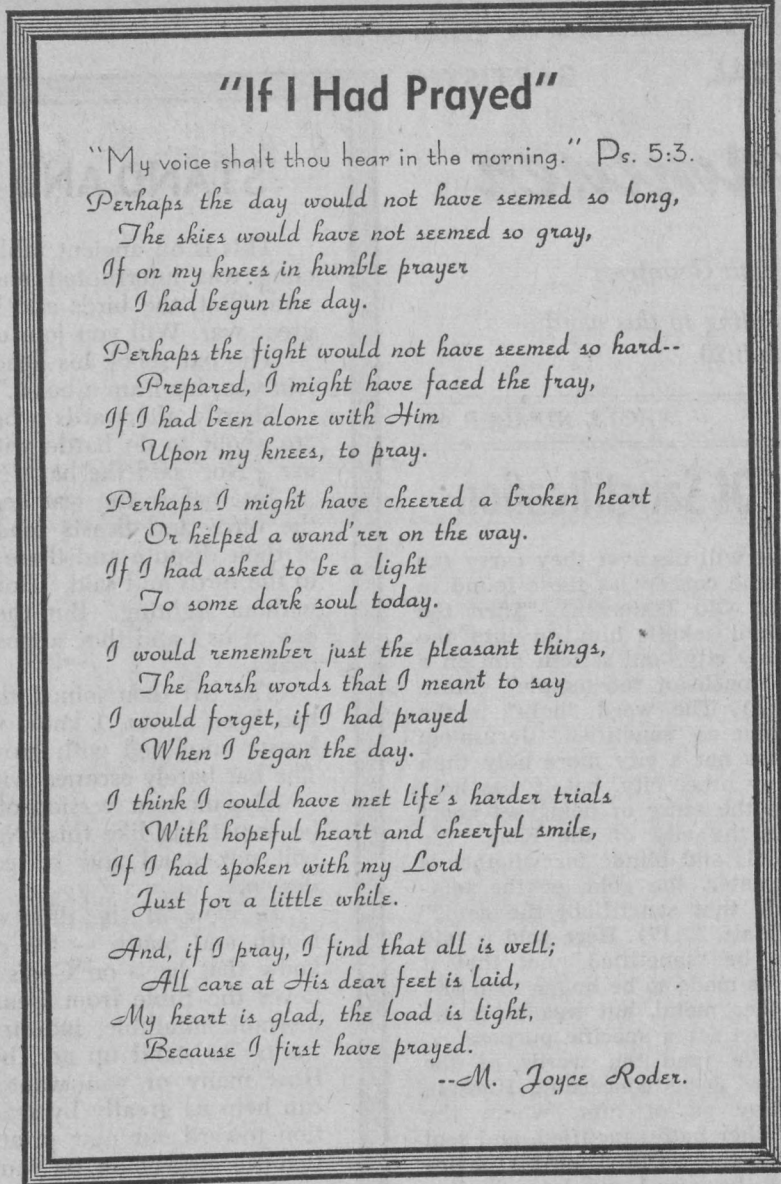 "If I Had Prayed"
"My voice shalt thou hear in the morning." Ps. 5:3.
Perhaps the day would not have seemed so long,
The skies would have not seemed so gray,
If on my knees in humble prayer
I had begun the day.
Perhaps the fight would not have seemed so hard--
Prepared, I might have faced the fray,
If I had been alone with Him
Upon my knees, to pray.
Perhaps I might have cheered a broken heart
Or helped a wand'rer on the way.
If I had asked to be a light
To some dark soul today.
I would remember just the pleasant things,
The harsh words that I meant to say
I would forget, if I had prayed
When I began the day.
I think I could have met life's harder trials
With hopeful heart and cheerful smile,
If I had spoken with my Lord
Just for a little while.
And, if I pray, I find that all is well;
All care at His dear feet is laid,
My heart is glad, the load is light,
Because I first have prayed.
--M. Joyce Roder.